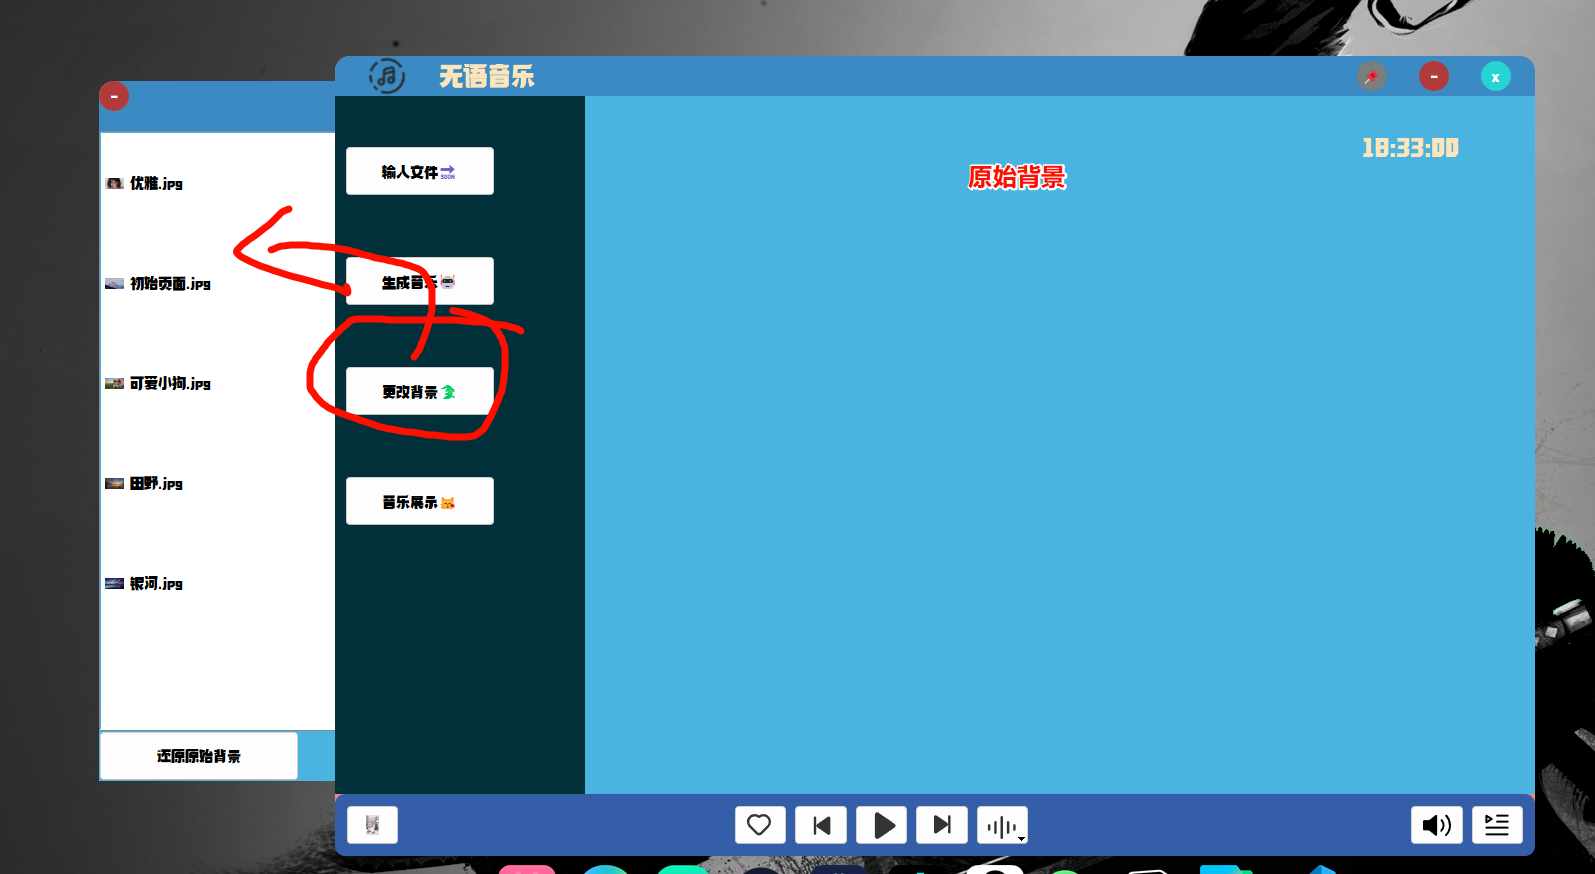 无语音乐
-
x
-
18:33:00
原始背景
输入文件
SOON
生成音乐
更改背景
音乐展示
优雅.jpg
初始页面.jpg
可爱小狗.jpg
田野.jpg
银河.jpg
还原原始背景